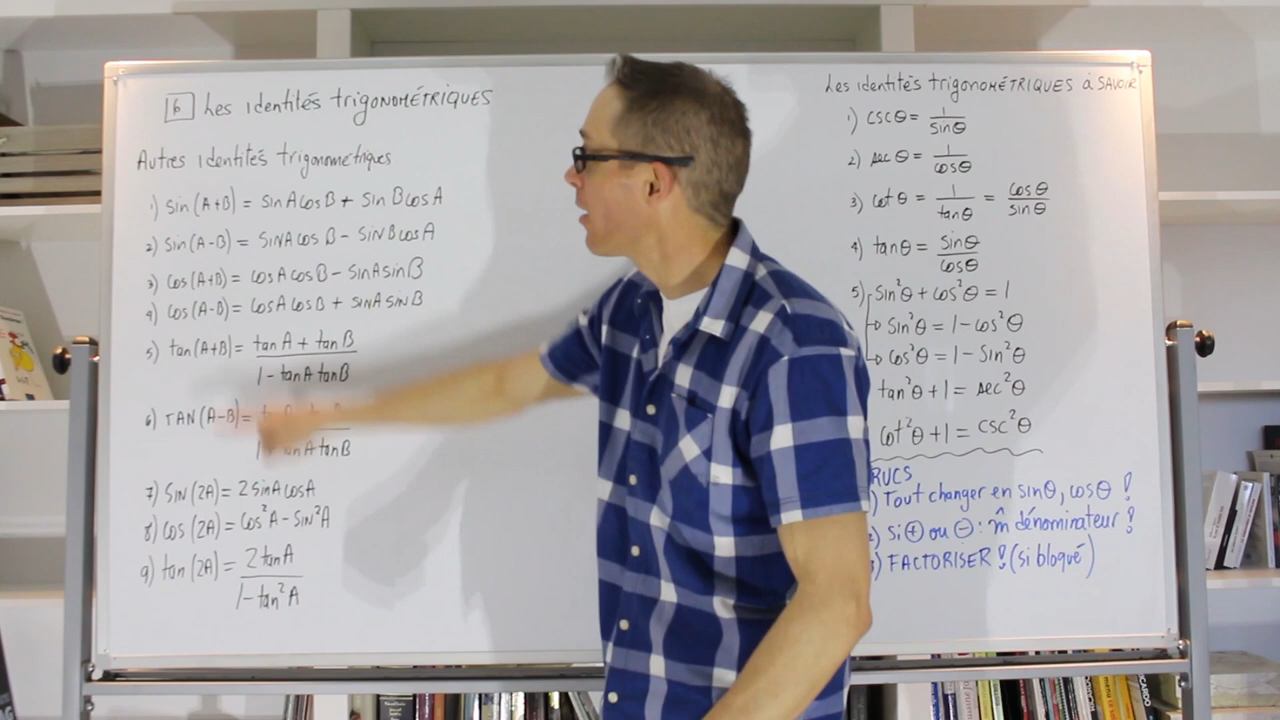 6 Les identités trigonométriques
Autres identités trigonométriques
1) sin(A+B) = sinAcosB + sinBcosA
2) Sin(A-B) = SINAcosB - SINBcosA
3) Cos(A+B) = cosAcosB - sinAsinB
4) Cos(A-B) = cosAcosB + sinAsinB
5) tan(A+B) = tanA + tanB
1 - tanA tanB
6) TAN(A-B) =
tanB
7) SIN(2A) = 2sinAcosA
8) Cos(2A) = cos²A - sin²A
9) tan(2A) = 2tanA
1 - tan²A
Les identités trigonométriques à SAVOIR
1) cscθ = 1
sinθ
2) secθ = 1
cosθ
3) cotθ = 1 = cosθ
tanθ sinθ
4) tanθ = sinθ
cosθ
5) sin²θ + cos²θ = 1
→ sin²θ = 1 - cos²θ
→ cos²θ = 1 - sin²θ
tan²θ + 1 = sec²θ
cot²θ + 1 = csc²θ
RUCS
) Tout changer en sinθ, cosθ !
) Si + ou - : m̂ dénominateur !
) FACTORISER ! (si bloqué)